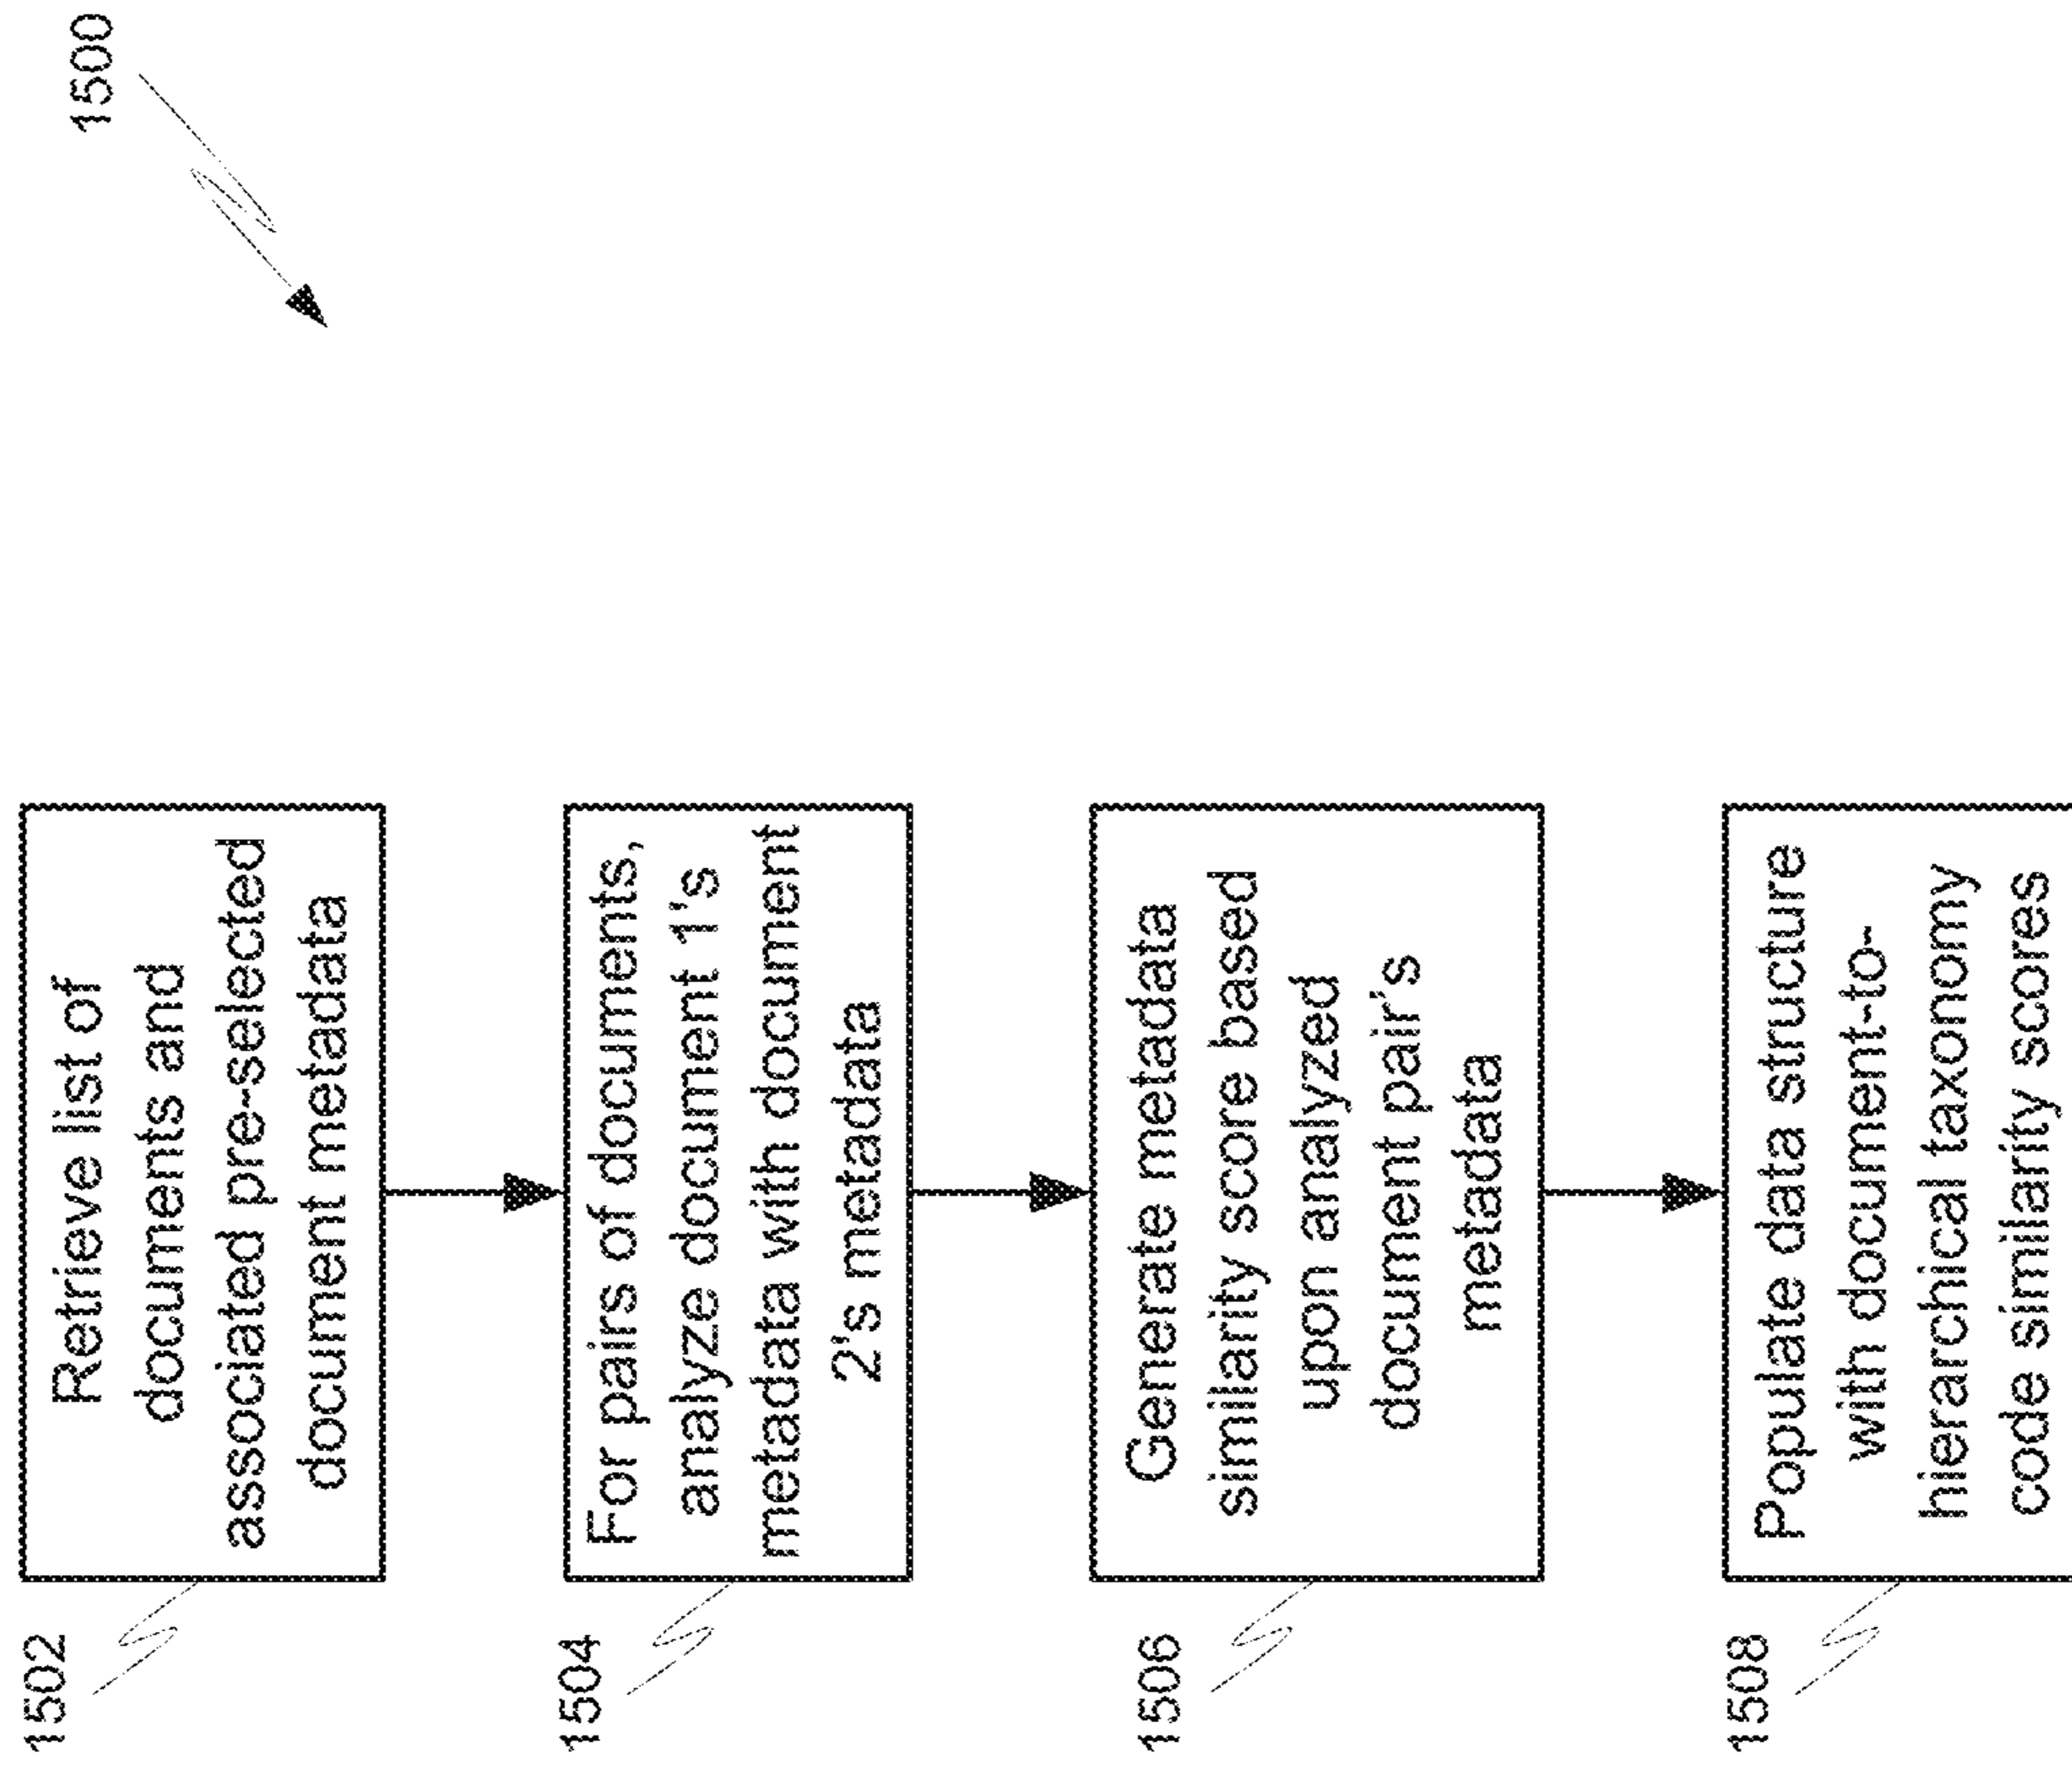 1500
1502
Retrieve list of
documents and
associated pre-selected
document metadata
1504
For pairs of documents,
analyze document 1's
metadata with document
2's metadata
1506
Generate metadata
similarity score based
upon analyzed
document pair's
metadata
1508
Populate data structure
with document-to-
hierarchical taxonomy
code similarity scores